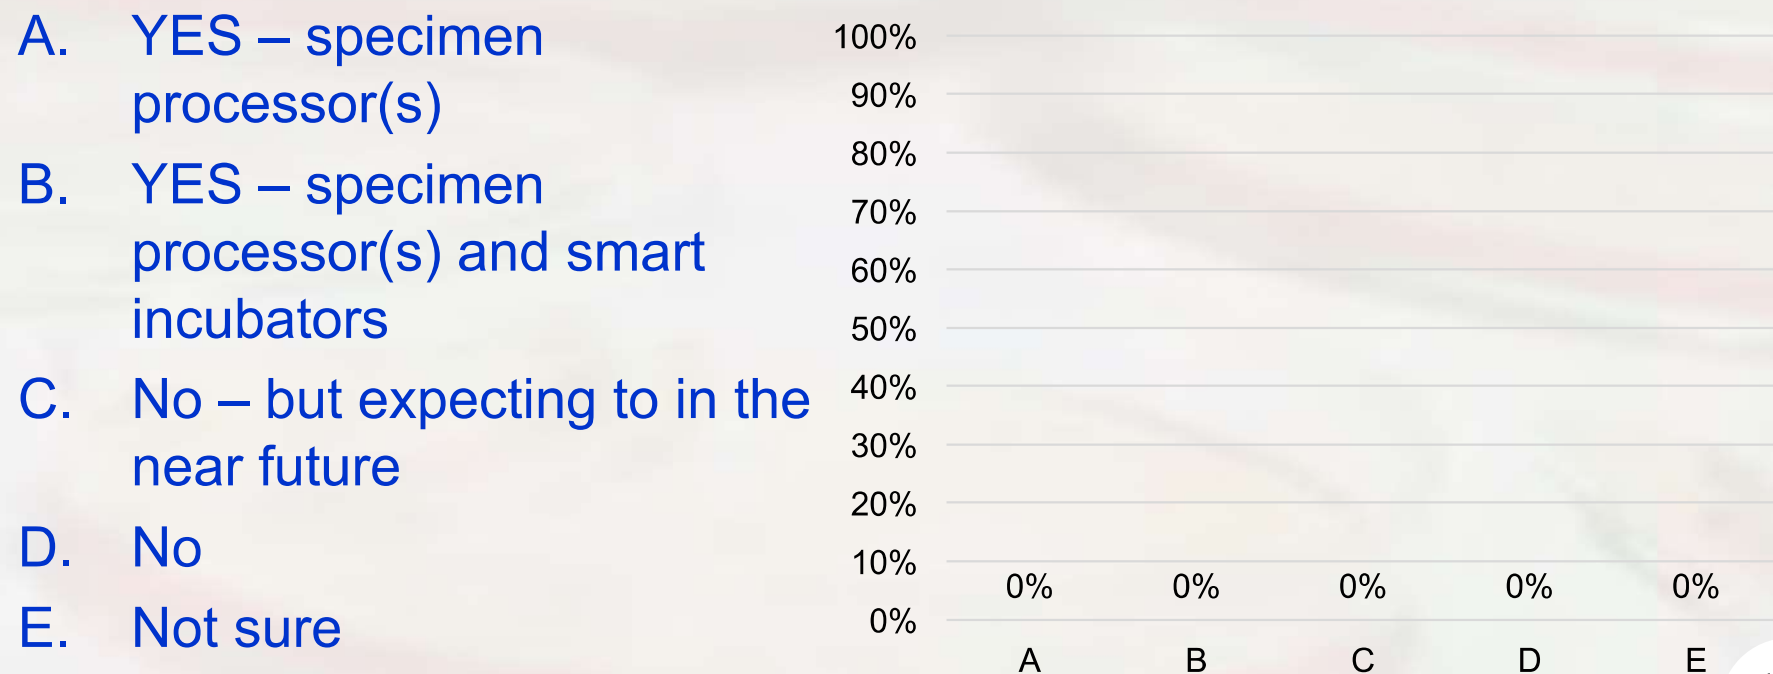 A. YES – specimen
processor(s)
B. YES – specimen
processor(s) and smart
incubators
C. No – but expecting to in the
near future
D. No
E. Not sure
100%
90%
80%
70%
60%
50%
40%
30%
20%
10%
0%
0% 0% 0% 0% 0%
A B C D E